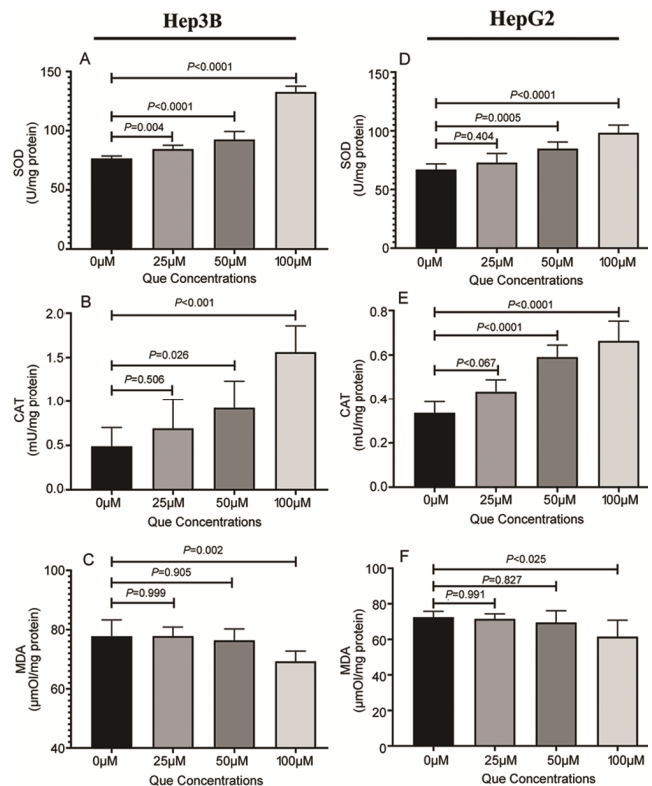 Hep3B
HepG2
A
P<0.0001
P<0.0001
P=0.004
SOD
(U/mg protein)
150
100
50
0
0µM 25µM 50µM 100µM
Que Concentrations
D
P<0.0001
P=0.0005
P=0.404
SOD
(U/mg protein)
150
100
50
0
0µM 25µM 50µM 100µM
Que Concentrations
B
P<0.001
P=0.026
P=0.506
CAT
(mU/mg protein)
2.0
1.5
1.0
0.5
0.0
0µM 25µM 50µM 100µM
Que Concentrations
E
P<0.0001
P<0.0001
P<0.067
CAT
(mU/mg protein)
0.8
0.6
0.4
0.2
0.0
0µM 25µM 50µM 100µM
Que Concentrations
C
P=0.002
P=0.905
P=0.999
MDA
(µmOl/mg protein)
100
80
60
40
0µM 25µM 50µM 100µM
Que Concentrations
F
P<0.025
P=0.827
P=0.991
MDA
(µmOl/mg protein)
100
80
60
40
20
0
0µM 25µM 50µM 100µM
Que Concentrations